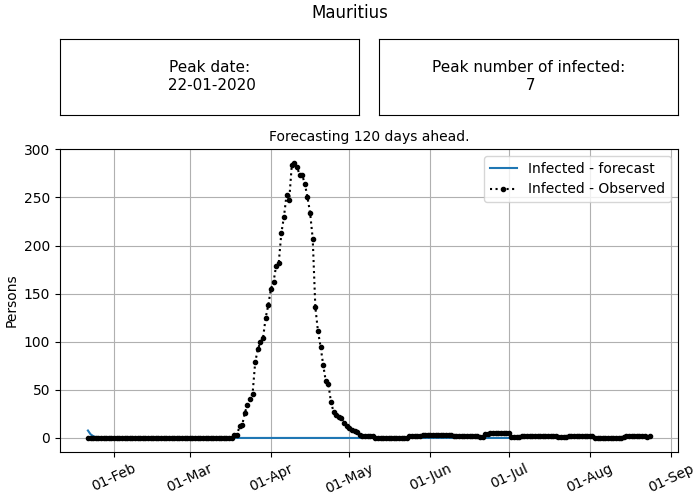 Mauritius
Peak date:
22-01-2020
Peak number of infected:
7
Forecasting 120 days ahead.
Infected - forecast
Infected - Observed
Persons
300
250
200
150
100
50
0
01-Feb
01-Mar
01-Apr
01-May
01-Jun
01-Jul
01-Aug
01-Sep